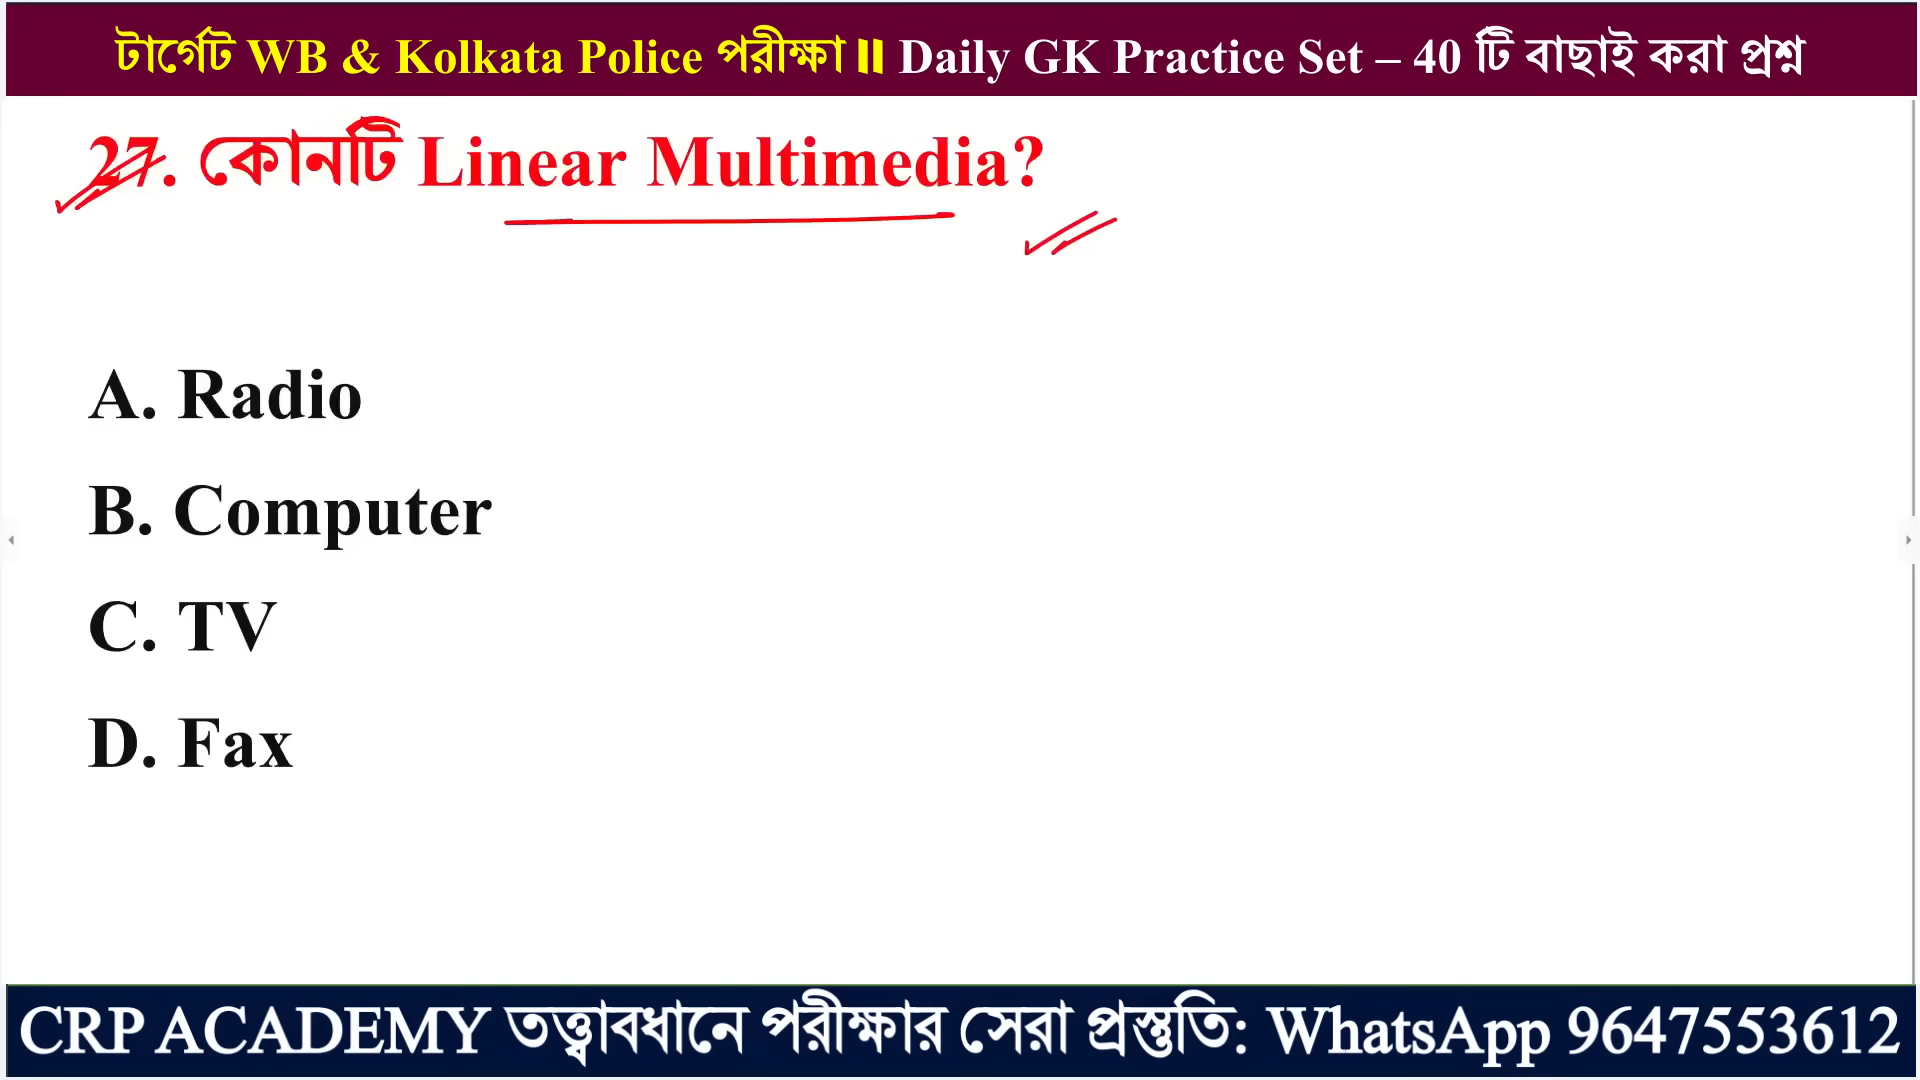 টার্গেট WB & Kolkata Police পরীক্ষা॥ Daily GK Practice Set – 40 টি বাছাই করা প্রশ্ন
27. কোনটি Linear Multimedia?
A. Radio
B. Computer
C. TV
D. Fax
CRP ACADEMY তত্ত্বাবধানে পরীক্ষার সেরা প্রস্তুতি: WhatsApp 9647553612